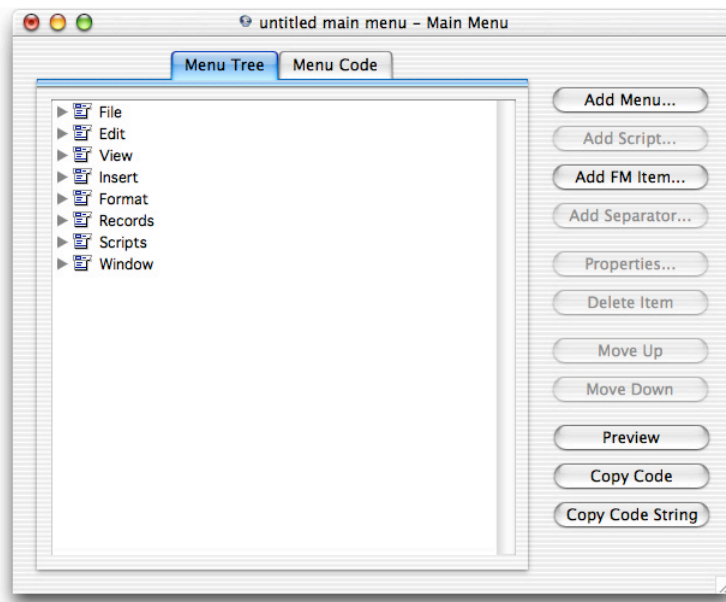 untitled main menu – Main Menu
Menu Tree
Menu Code
File
Edit
View
Insert
Format
Records
Scripts
Window
Add Menu...
Add Script...
Add FM Item...
Add Separator...
Properties...
Delete Item
Move Up
Move Down
Preview
Copy Code
Copy Code String